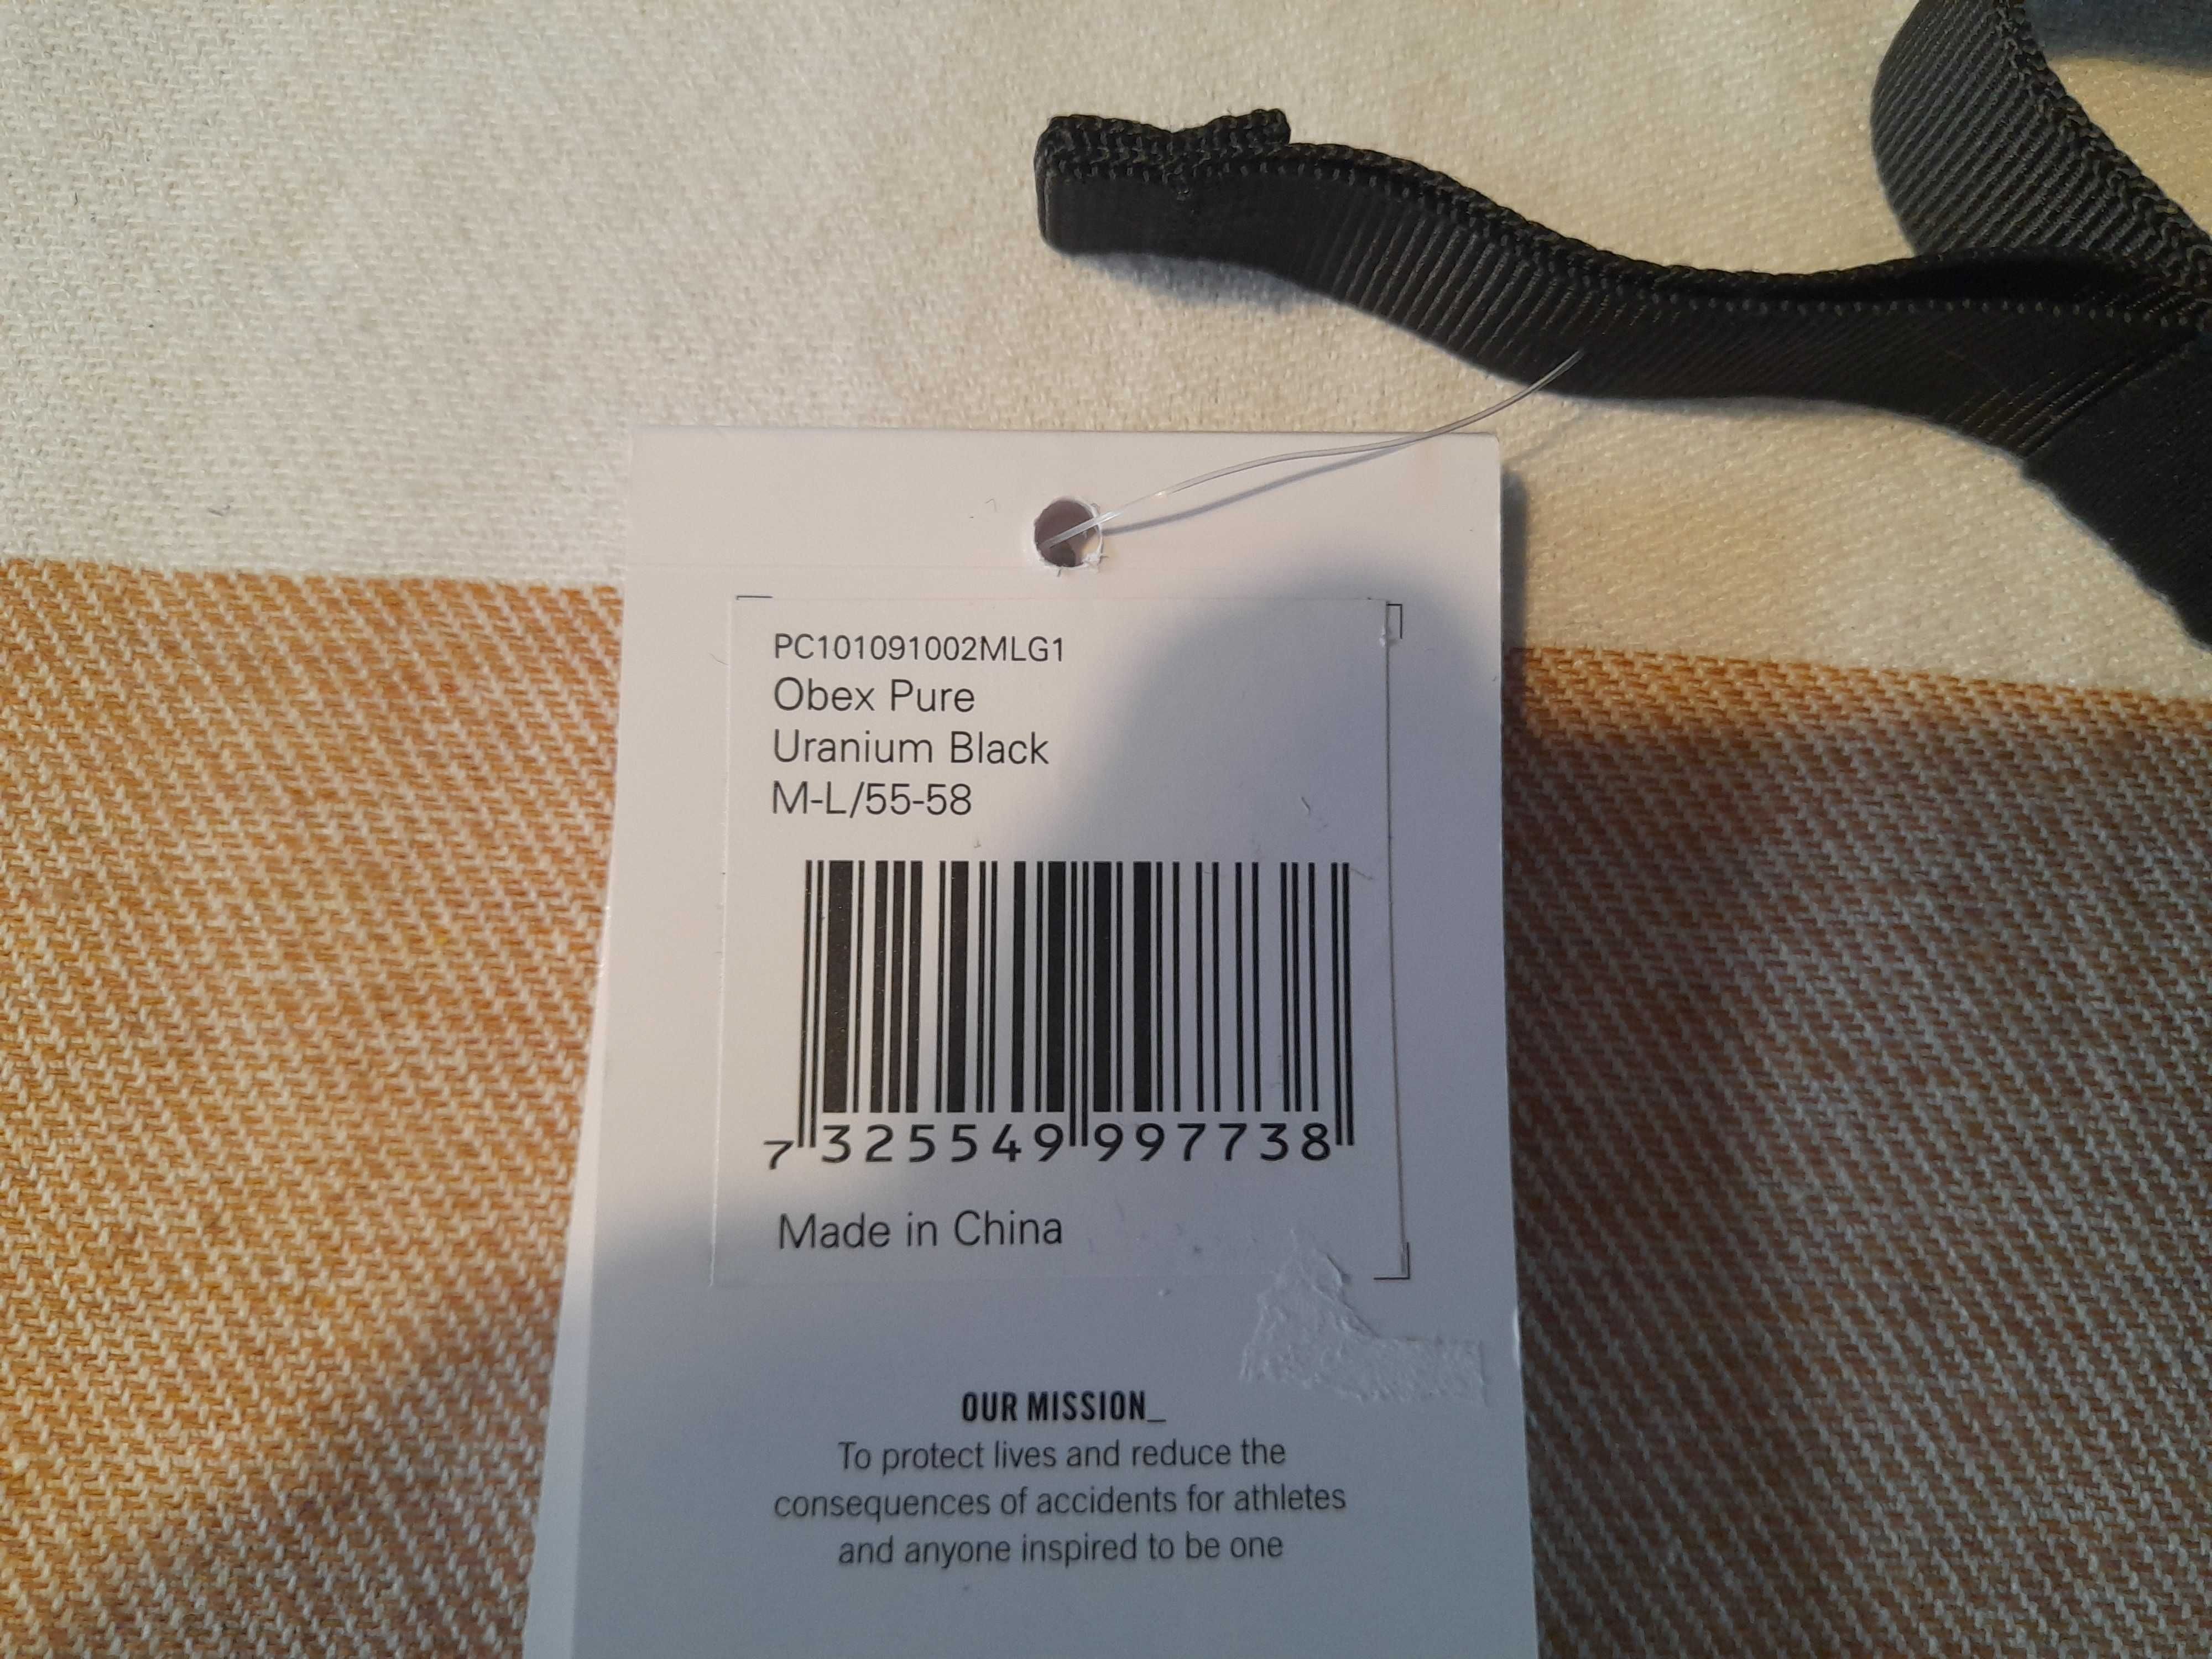 PC101091002MLG1
Obex Pure
Uranium Black
M-L/55-58
7 325549 997738
Made in China
OUR MISSION_
To protect lives and reduce the
consequences of accidents for athletes
and anyone inspired to be one